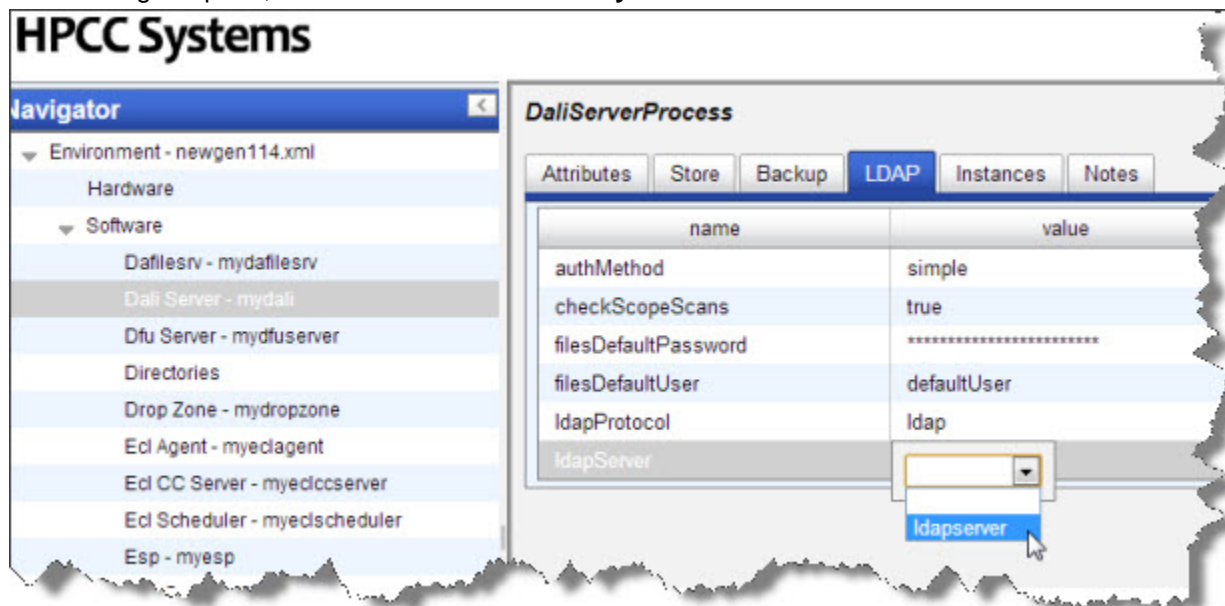 HPCC Systems
Navigator
Environment - newgen114.xml
Hardware
Software
Dafilesrv - mydafilesrv
Dali Server - mydali
Dfu Server - mydfuserver
Directories
Drop Zone - mydropzone
Ecl Agent - myeclagent
Ecl CC Server - myeclccserver
Ecl Scheduler - myeclscheduler
Esp - myesp
DaliServerProcess
Attributes Store Backup LDAP Instances Notes
name value
authMethod simple
checkScopeScans true
filesDefaultPassword ************************
filesDefaultUser defaultUser
ldapProtocol ldap
ldapServer
ldapserver